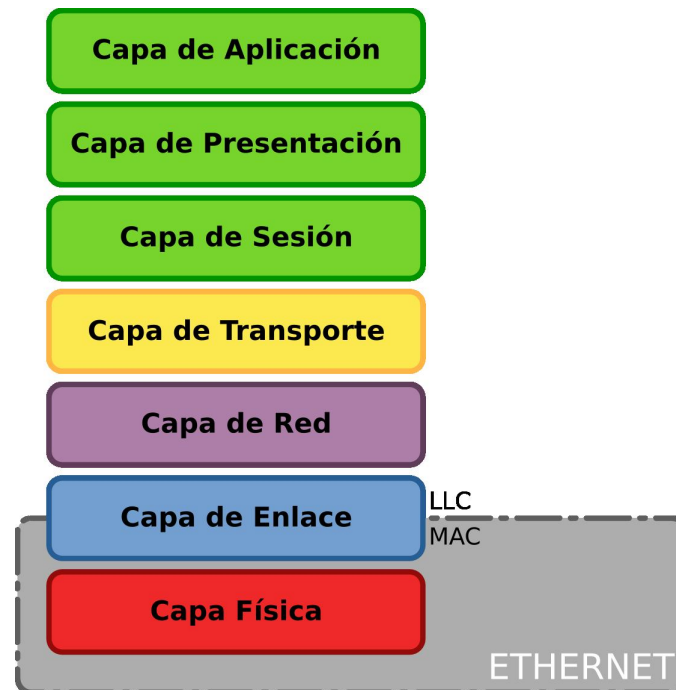 Capa de Aplicación
Capa de Presentación
Capa de Sesión
Capa de Transporte
Capa de Red
Capa de Enlace
LLC
MAC
Capa Física
ETHERNET